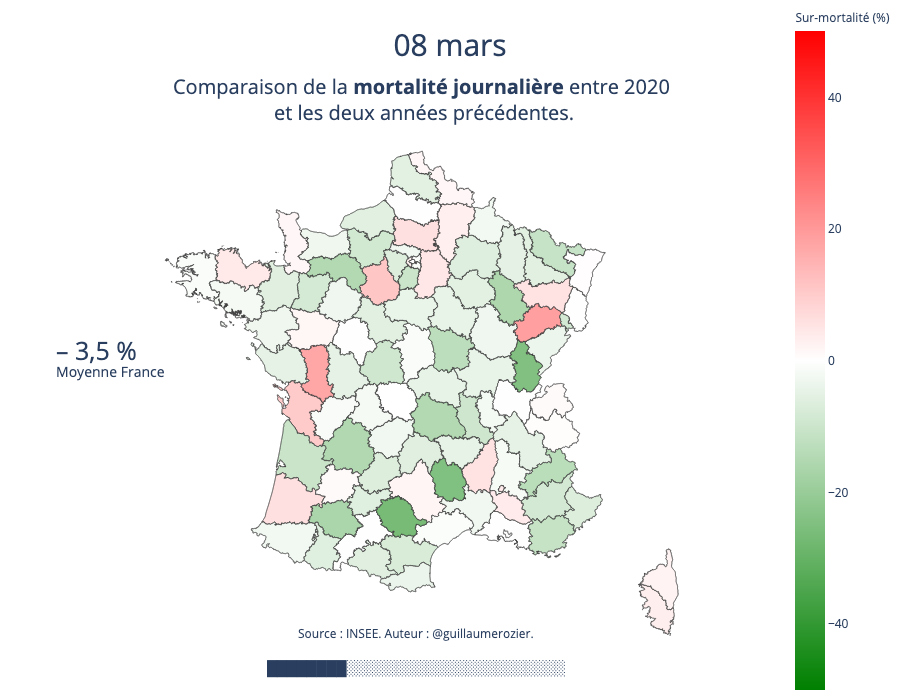 Sur-mortalité (%)
08 mars
Comparaison de la mortalité journalière entre 2020
et les deux années précédentes.
40
20
0
−20
−40
– 3,5 %
Moyenne France
Source : INSEE. Auteur : @guillaumerozier.